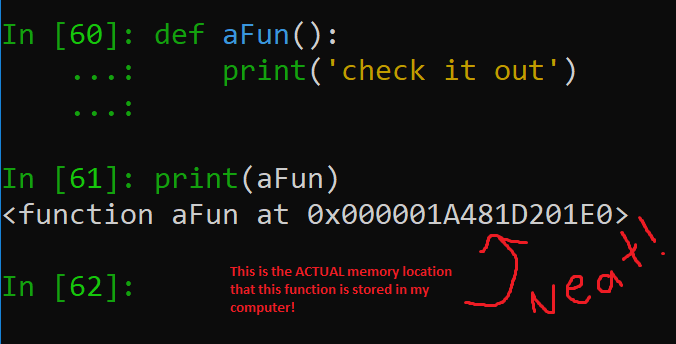 In [60]: def aFun():
    ...:     print('check it out')
    ...:
In [61]: print(aFun)
<function aFun at 0x000001A481D201E0>
Neat!
In [62]:
This is the ACTUAL memory location
that this function is stored in my
computer!